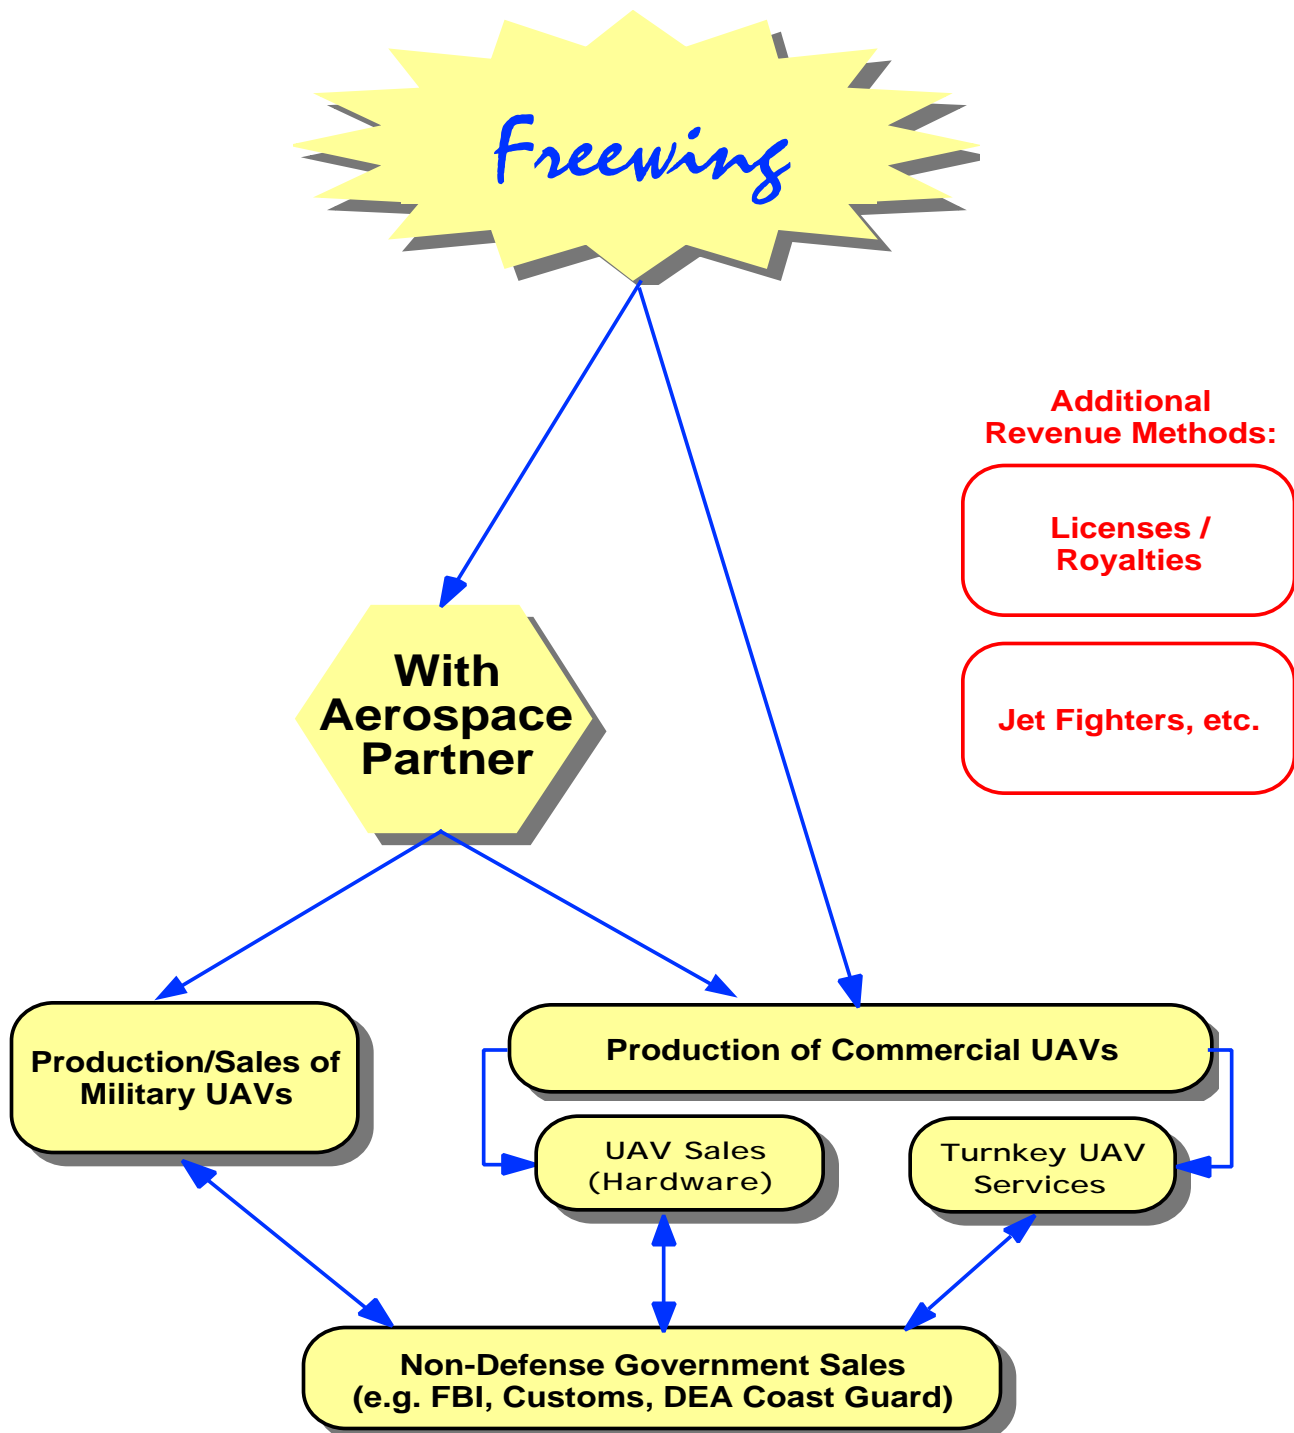 Freewing
Additional
Revenue Methods:
Licenses /
Royalties
Jet Fighters, etc.
With
Aerospace
Partner
Production/Sales of
Military UAVs
Production of Commercial UAVs
UAV Sales
(Hardware)
Turnkey UAV
Services
Non-Defense Government Sales
(e.g. FBI, Customs, DEA Coast Guard)